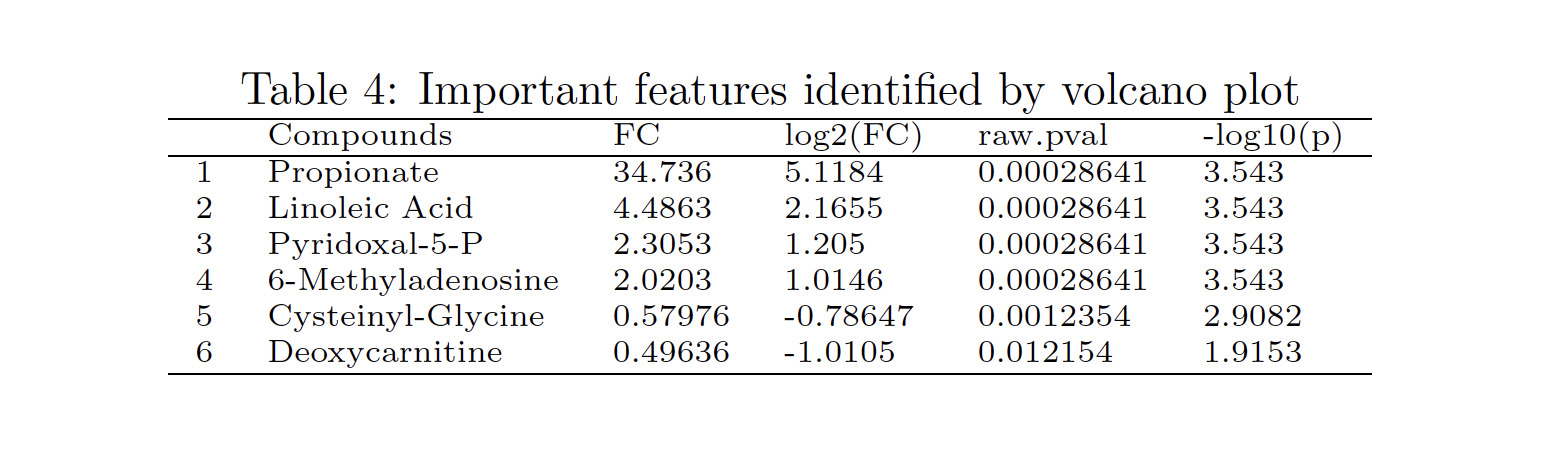 Table 4: Important features identified by volcano plot
Compounds FC log2(FC) raw.pval -log10(p)
1 Propionate 34.736 5.1184 0.00028641 3.543
2 Linoleic Acid 4.4863 2.1655 0.00028641 3.543
3 Pyridoxal-5-P 2.3053 1.205 0.00028641 3.543
4 6-Methyladenosine 2.0203 1.0146 0.00028641 3.543
5 Cysteinyl-Glycine 0.57976 -0.78647 0.0012354 2.9082
6 Deoxycarnitine 0.49636 -1.0105 0.012154 1.9153